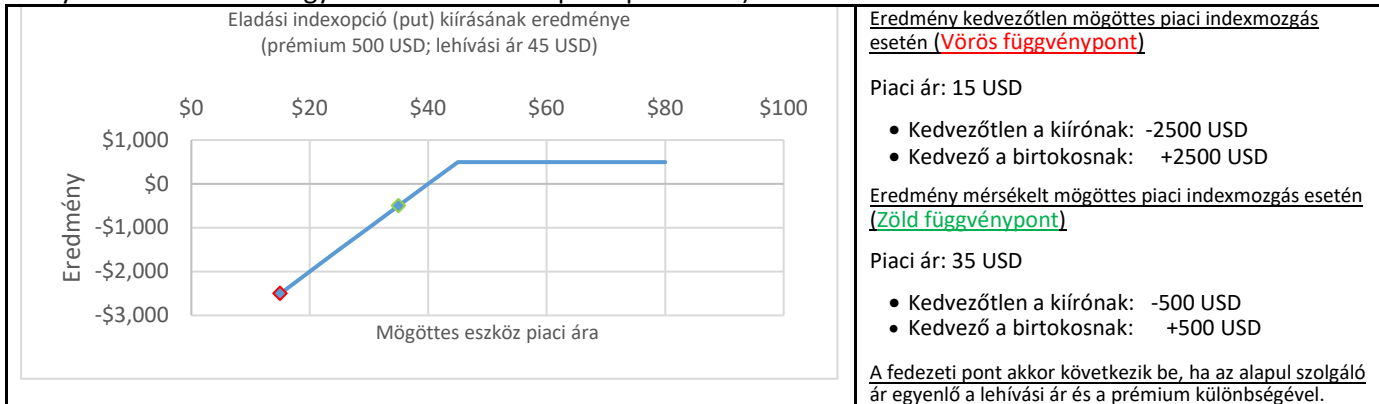 Eladási indexopció (put) kiírásának eredménye
(prémium 500 USD; lehívási ár 45 USD)
$0 $20 $40 $60 $80 $100
$1,000
$0
-$1,000
-$2,000
-$3,000
Eredmény
Mögöttes eszköz piaci ára
Eredmény kedvezőtlen mögöttes piaci indexmozgás
esetén (Vörös függvénypont)
Piaci ár: 15 USD
• Kedvezőtlen a kiírónak: -2500 USD
• Kedvező a birtokosnak: +2500 USD
Eredmény mérsékelt mögöttes piaci indexmozgás esetén
(Zöld függvénypont)
Piaci ár: 35 USD
• Kedvezőtlen a kiírónak: -500 USD
• Kedvező a birtokosnak: +500 USD
A fedezeti pont akkor következik be, ha az alapul szolgáló
ár egyenlő a lehívási ár és a prémium különbségével.